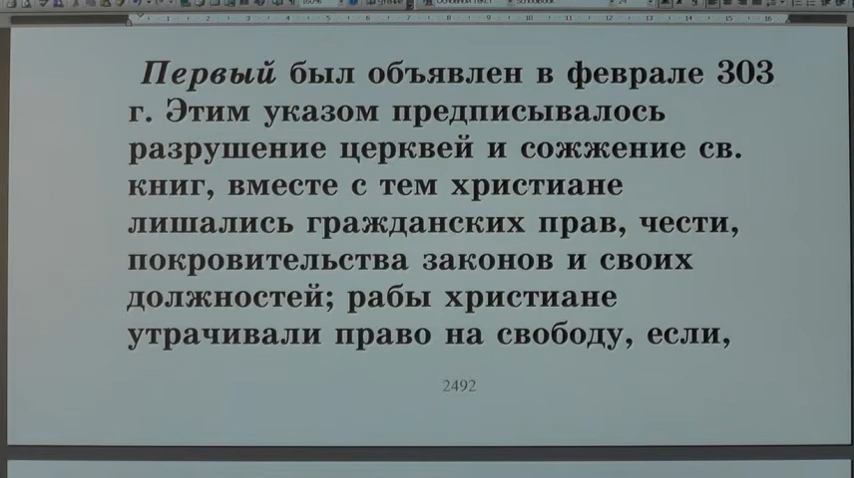 Первый был объявлен в феврале 303
г. Этим указом предписывалось
разрушение церквей и сожжение св.
книг, вместе с тем христиане
лишались гражданских прав, чести,
покровительства законов и своих
должностей; рабы христиане
утрачивали право на свободу, если,
2492